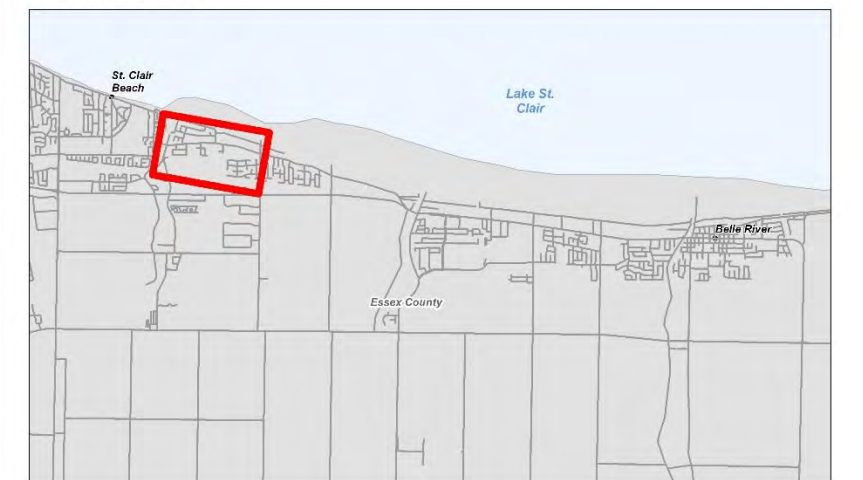 St. Clair
Beach
Lake St.
Clair
Belle River
Essex County